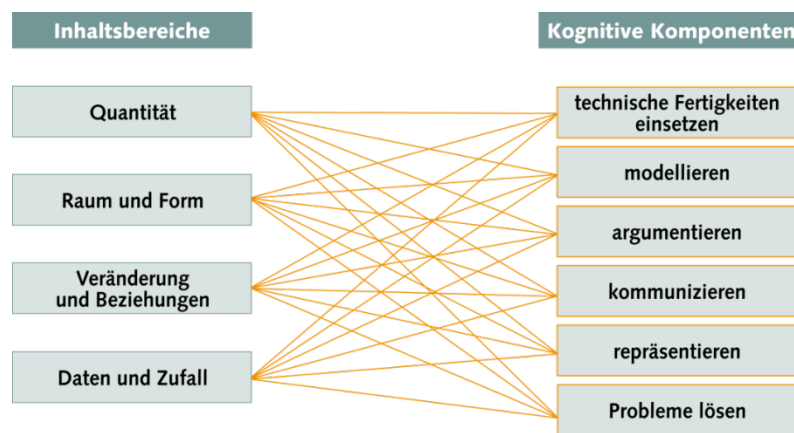 Inhaltsbereiche
Kognitive Komponenten
Quantität
Raum und Form
Veränderung
und Beziehungen
Daten und Zufall
technische Fertigkeiten
einsetzen
modellieren
argumentieren
kommunizieren
repräsentieren
Probleme lösen